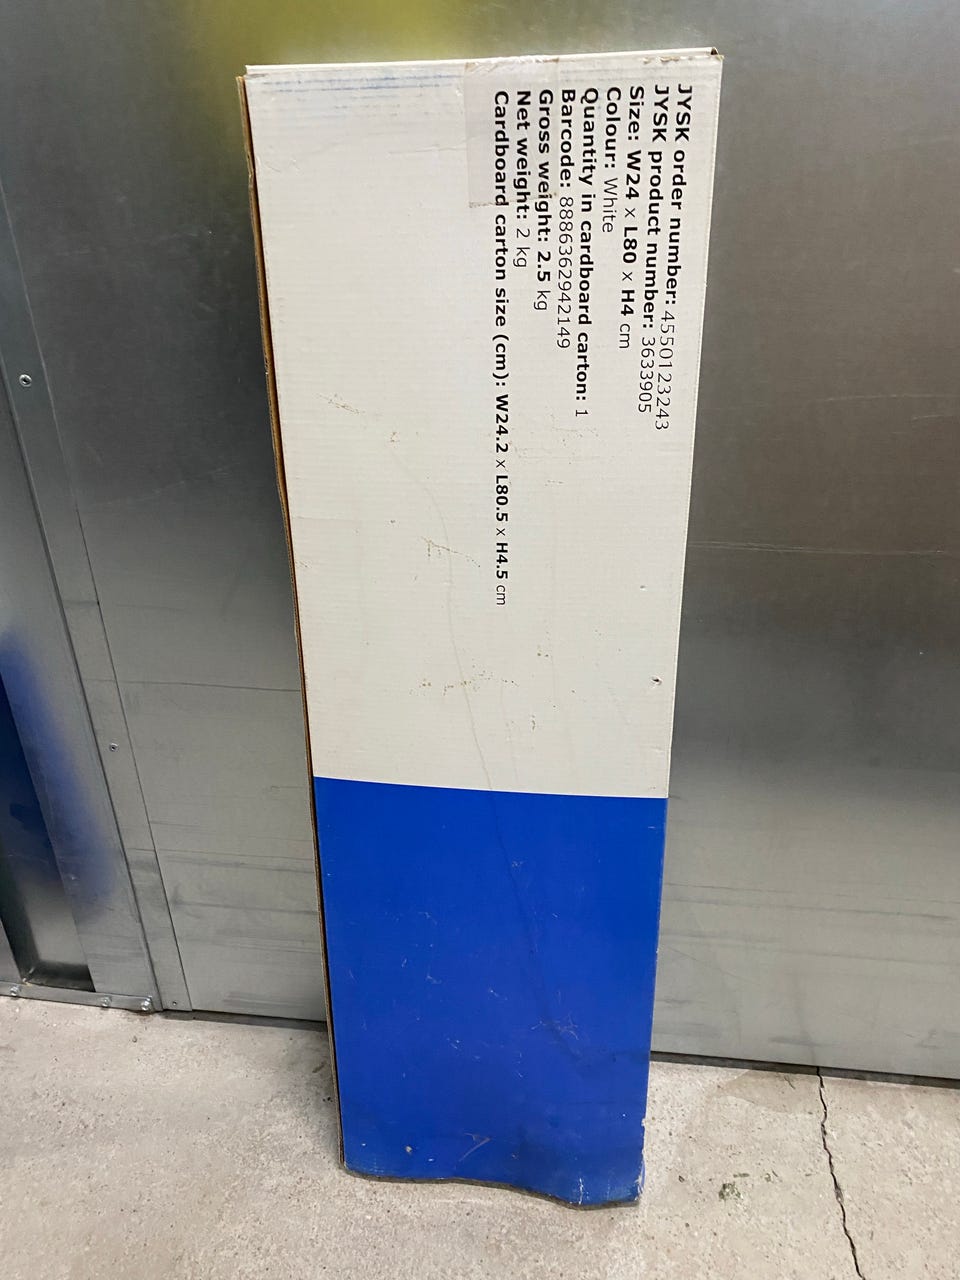 JYSK order number: 4550123243
JYSK product number: 3633905
Size: W24 x L80 x H4 cm
Colour: White
Quantity in cardboard carton: 1
Barcode: 8886362942149
Gross weight: 2.5 kg
Net weight: 2 kg
Cardboard carton size (cm): W24.2 x L80.5 x H4.5 cm